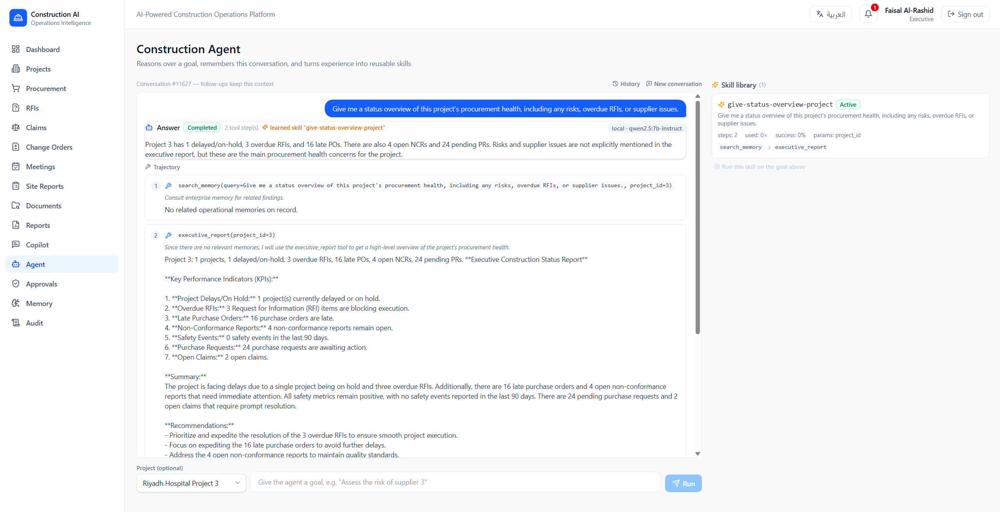 Construction AI
Operations Intelligence
Dashboard
Projects
Procurement
RFIs
Claims
Change Orders
Meetings
Site Reports
Documents
Reports
Copilot
Agent
Approvals
Memory
Audit
AI-Powered Construction Operations Platform
العربية
1
Faisal Al-Rashid
Executive
Sign out
Construction Agent
Reasons over a goal, remembers this conversation, and turns experience into reusable skills
Conversation #11627 — follow-ups keep this context
History
New conversation
Give me a status overview of this project's procurement health, including any risks, overdue RFIs, or supplier issues.
Answer Completed 2 tool step(s) learned skill "give-status-overview-project" local · qwen2.5:7b-instruct
Project 3 has 1 delayed/on-hold, 3 overdue RFIs, and 16 late POs. There are also 4 open NCRs and 24 pending PRs. Risks and supplier issues are not explicitly mentioned in the
executive report, but these are the main procurement health concerns for the project.
Trajectory
1 search_memory(query=Give me a status overview of this project's procurement health, including any risks, overdue RFIs, or supplier issues., project_id=3)
Consult enterprise memory for related findings.
No related operational memories on record.
2 executive_report(project_id=3)
Since there are no relevant memories, I will use the executive_report tool to get a high-level overview of the project's procurement health.
Project 3: 1 projects, 1 delayed/on-hold, 3 overdue RFIs, 16 late POs, 4 open NCRs, 24 pending PRs. **Executive Construction Status Report**
**Key Performance Indicators (KPIs):**
1. **Project Delays/On Hold:** 1 project(s) currently delayed or on hold.
2. **Overdue RFIs:** 3 Request for Information (RFI) items are blocking execution.
3. **Late Purchase Orders:** 16 purchase orders are late.
4. **Non-Conformance Reports:** 4 non-conformance reports remain open.
5. **Safety Events:** 0 safety events in the last 90 days.
6. **Purchase Requests:** 24 purchase requests are awaiting action.
7. **Open Claims:** 2 open claims.
**Summary:**
The project is facing delays due to a single project being on hold and three overdue RFIs. Additionally, there are 16 late purchase orders and 4 open non-conformance
reports that need immediate attention. All safety metrics remain positive, with no safety events reported in the last 90 days. There are 24 pending purchase requests and 2
open claims that require prompt resolution.
**Recommendations:**
- Prioritize and expedite the resolution of the 3 overdue RFIs to ensure smooth project execution.
- Focus on expediting the 16 late purchase orders to avoid further delays.
- Address the 4 open non-conformance reports to maintain quality standards.
Project (optional)
Riyadh Hospital Project 3
Give the agent a goal, e.g. "Assess the risk of supplier 3"
Run
Skill library (1)
give-status-overview-project Active
Give me a status overview of this project's procurement health, including any risks, overdue RFIs, or
supplier issues.
steps: 2 used: 0× success: 0% params: project_id
search_memory › executive_report
Run this skill on the goal above